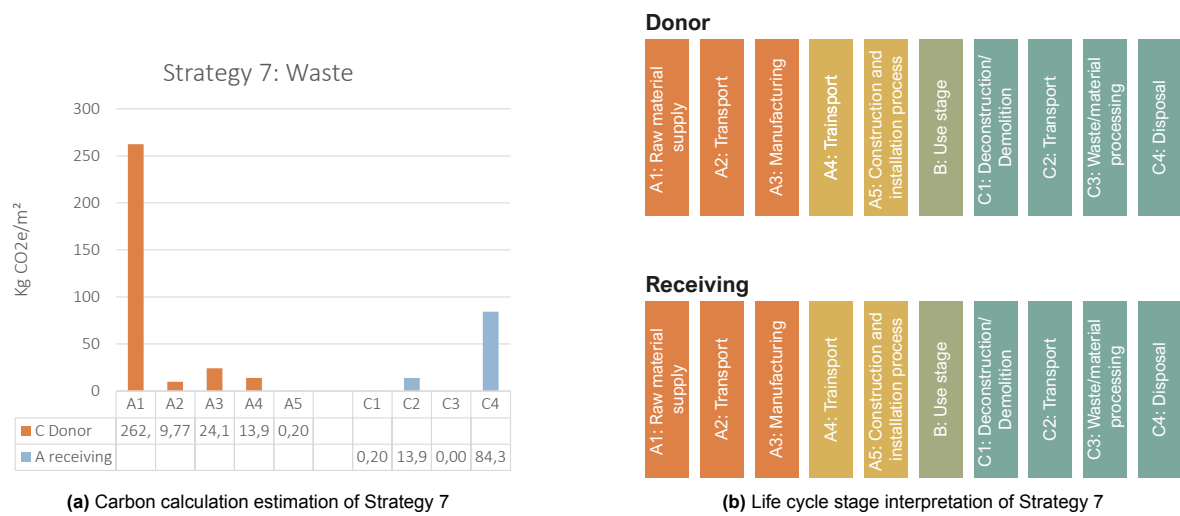 Strategy 7: Waste
Kg CO2e/m²
300
250
200
150
100
50
0
A1 A2 A3 A4 A5 C1 C2 C3 C4
C Donor 262, 9,77 24,1 13,9 0,20
A receiving 0,20 13,9 0,00 84,3
(a) Carbon calculation estimation of Strategy 7
Donor
A1: Raw material
supply
A2: Transport
A3: Manufacturing
A4: Trainsport
A5: Construction and
installation process
B: Use stage
C1: Deconstruction/
Demolition
C2: Transport
C3: Waste/material
processing
C4: Disposal
Receiving
A1: Raw material
supply
A2: Transport
A3: Manufacturing
A4: Trainsport
A5: Construction and
installation process
B: Use stage
C1: Deconstruction/
Demolition
C2: Transport
C3: Waste/material
processing
C4: Disposal
(b) Life cycle stage interpretation of Strategy 7